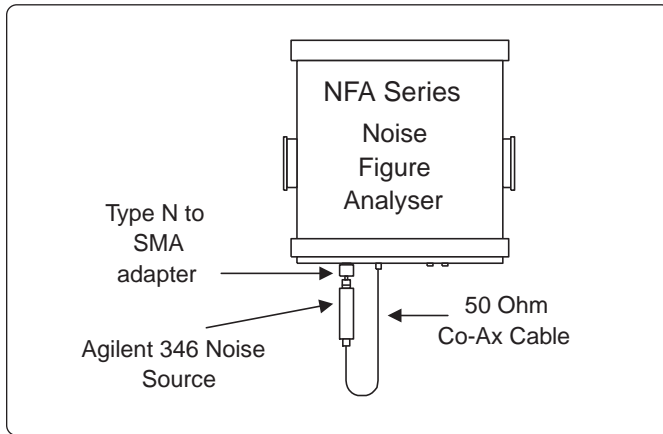 NFA Series
Noise
Figure
Analyser
Type N to
SMA
adapter
50 Ohm
Co-Ax Cable
Agilent 346 Noise
Source